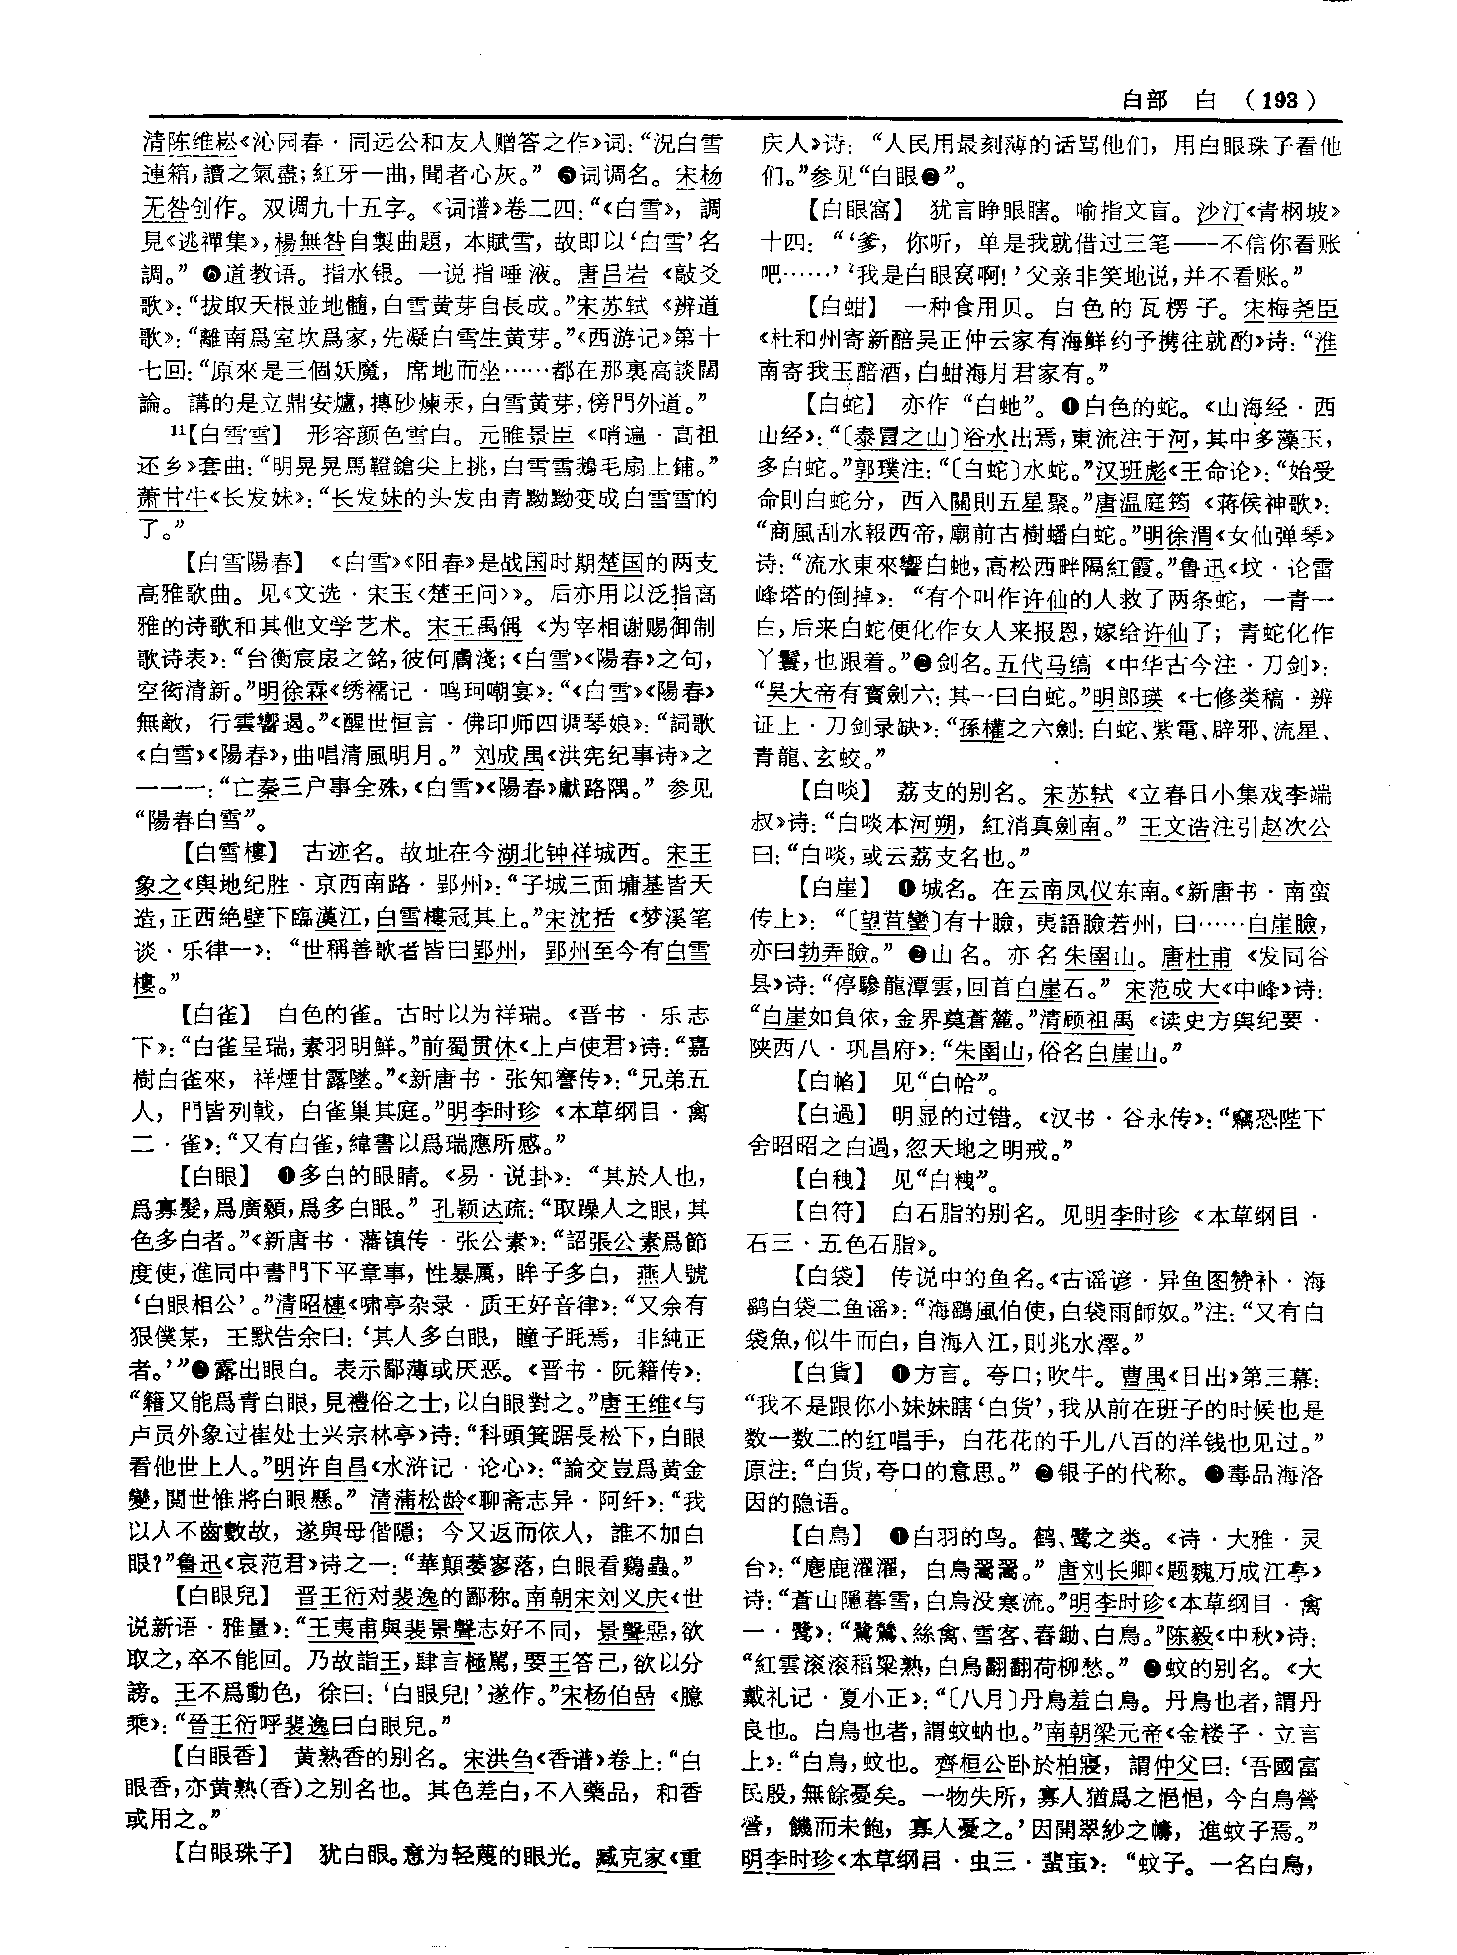 白部 白 （193）
清陈维崧《沁园春·同远公和友人赠答之作》词：“況白雪
連箱，讀之氣盡；紅牙一曲，聞者心灰。” ❺词调名。宋杨
无咎创作。双调九十五字。《词谱》卷二四：“《白雪》，調
見《逃禪集》，楊無咎自製曲題，本賦雪，故即以‘白雪’名
調。” ❻道教语。指水银。一说指唾液。唐吕岩《敲爻
歌》：“拔取天根並地髓，白雪黄芽自長成。”宋苏轼《辨道
歌》：“離南爲室坎爲家，先凝白雪生黄芽。”《西游记》第十
七回：“原來是三個妖魔，席地而坐……都在那裏高談闊
論。講的是立鼎安爐，摶砂煉汞，白雪黄芽，傍門外道。”
¹¹【白雪雪】 形容颜色雪白。元睢景臣《哨遍·高祖
还乡》套曲：“明晃晃馬鞾鎗尖上挑，白雪雪鵝毛扇上鋪。”
萧甘牛《长发妹》：“长发妹的头发由青黝黝变成白雪雪的
了。”
【白雪陽春】 《白雪》《阳春》是战国时期楚国的两支
高雅歌曲。见《文选·宋玉〈楚王问〉》。后亦用以泛指高
雅的诗歌和其他文学艺术。宋王禹偁《为宰相谢赐御制
歌诗表》：“台衡宸扆之銘，彼何膚淺；《白雪》《陽春》之句，
空衒清新。”明徐霖《绣襦记·鸣珂嘲宴》：“《白雪》《陽春》
無敵，行雲響遏。”《醒世恒言·佛印师四调琴娘》：“詞歌
《白雪》《陽春》，曲唱清風明月。”刘成禺《洪宪纪事诗》之
一一一：“亡秦三户事全殊，《白雪》《陽春》獻路隅。”参见
“陽春白雪”。
【白雪樓】 古迹名。故址在今湖北钟祥城西。宋王
象之《舆地纪胜·京西南路·郢州》：“子城三面墉基皆天
造，正西絶壁下臨漢江，白雪樓冠其上。”宋沈括《梦溪笔
谈·乐律一》：“世稱善歌者皆曰郢州，郢州至今有白雪
樓。”
【白雀】 白色的雀。古时以为祥瑞。《晋书·乐志
下》：“白雀呈瑞，素羽明鮮。”前蜀贯休《上卢使君》诗：“嘉
樹白雀來，祥煙甘露墜。”《新唐书·张知謇传》：“兄弟五
人，門皆列戟，白雀巢其庭。”明李时珍《本草纲目·禽
二·雀》：“又有白雀，緯書以爲瑞應所感。”
【白眼】 ❶多白的眼睛。《易·说卦》：“其於人也，
爲寡髮，爲廣顙，爲多白眼。”孔颖达疏：“取躁人之眼，其
色多白者。”《新唐书·藩镇传·张公素》：“詔張公素爲節
度使，進同中書門下平章事，性暴厲，眸子多白，燕人號
‘白眼相公’。”清昭槤《啸亭杂录·质王好音律》：“又余有
狠僕某，王默告余曰：‘其人多白眼，瞳子眊焉，非純正
者。’”❷露出眼白。表示鄙薄或厌恶。《晋书·阮籍传》：
“籍又能爲青白眼，見禮俗之士，以白眼對之。”唐王维《与
卢员外象过崔处士兴宗林亭》诗：“科頭箕踞長松下，白眼
看他世上人。”明许自昌《水浒记·论心》：“論交豈爲黄金
變，閲世惟將白眼懸。”清蒲松龄《聊斋志异·阿纤》：“我
以人不齒數故，遂與母偕隱；今又返而依人，誰不加白
眼？”鲁迅《哀范君》诗之一：“華顛萎寥落，白眼看鷄蟲。”
【白眼兒】 晋王衍对裴逸的鄙称。南朝宋刘义庆《世
说新语·雅量》：“王夷甫與裴景聲志好不同，景聲惡，欲
取之，卒不能回。乃故詣王，肆言極駡，要王答己，欲以分
謗。王不爲動色，徐曰：‘白眼兒！’遂作。”宋杨伯嵒《臆
乘》：“晉王衍呼裴逸曰白眼兒。”
【白眼香】 黄熟香的别名。宋洪刍《香谱》卷上：“白
眼香，亦黄熟（香）之别名也。其色差白，不入藥品，和香
或用之。”
【白眼珠子】 犹白眼。意为轻蔑的眼光。臧克家《重
庆人》诗：“人民用最刻薄的话骂他们，用白眼珠子看他
们。”参见“白眼❷”。
【白眼窩】 犹言睁眼瞎。喻指文盲。沙汀《青㭎坡》
十四：“‘爹，你听，单是我就借过三笔——不信你看账
吧……’‘我是白眼窝啊！’父亲非笑地说，并不看账。”
【白蚶】 一种食用贝。白色的瓦楞子。宋梅尧臣
《杜和州寄新醅吴正仲云家有海鲜约予携往就酌》诗：“淮
南寄我玉醅酒，白蚶海月君家有。”
【白蛇】 亦作“白虵”。❶白色的蛇。《山海经·西
山经》：“〔泰冒之山〕浴水出焉，東流注于河，其中多藻玉，
多白蛇。”郭璞注：“〔白蛇〕水蛇。”汉班彪《王命论》：“始受
命則白蛇分，西入關則五星聚。”唐温庭筠《蒋侯神歌》：
“商風刮水報西帝，廟前古樹蟠白蛇。”明徐渭《女仙弹琴》
诗：“流水東來響白虵，高松西畔隔紅霞。”鲁迅《坟·论雷
峰塔的倒掉》：“有个叫作许仙的人救了两条蛇，一青一
白，后来白蛇便化作女人来报恩，嫁给许仙了；青蛇化作
丫鬟，也跟着。”❷剑名。五代马缟《中华古今注·刀剑》：
“吴大帝有寶劍六：其一曰白蛇。”明郎瑛《七修类稿·辨
证上·刀剑录缺》：“孫權之六劍：白蛇、紫電、辟邪、流星、
青龍、玄蛟。”
【白啖】 荔支的别名。宋苏轼《立春日小集戏李端
叔》诗：“白啖本河朔，紅消真劍南。”王文诰注引赵次公
曰：“白啖，或云荔支名也。”
【白崖】 ❶城名。在云南凤仪东南。《新唐书·南蛮
传上》：“〔望苴蠻〕有十瞼，夷語瞼若州，曰……白崖瞼，
亦曰勃弄瞼。”❷山名。亦名朱圉山。唐杜甫《发同谷
县》诗：“停驂龍潭雲，回首白崖石。”宋范成大《中峰》诗：
“白崖如負依，金界奠蒼麓。”清顾祖禹《读史方舆纪要·
陕西八·巩昌府》：“朱圉山，俗名白崖山。”
【白㡊】 见“白帢”。
【白過】 明显的过错。《汉书·谷永传》：“竊恐陛下
舍昭昭之白過，忽天地之明戒。”
【白秵】 见“白粬”。
【白符】 白石脂的别名。见明李时珍《本草纲目·
石三·五色石脂》。
【白袋】 传说中的鱼名。《古谣谚·异鱼图赞补·海
鹞白袋二鱼谣》：“海鷂風伯使，白袋雨師奴。”注：“又有白
袋魚，似牛而白，自海入江，則兆水澤。”
【白貨】 ❶方言。夸口；吹牛。曹禺《日出》第三幕：
“我不是跟你小妹妹瞎‘白货’，我从前在班子的时候也是
数一数二的红唱手，白花花的千儿八百的洋钱也见过。”
原注：“白货，夸口的意思。”❷银子的代称。❸毒品海洛
因的隐语。
【白鳥】 ❶白羽的鸟。鹤、鹭之类。《诗·大雅·灵
台》：“麀鹿濯濯，白鳥翯翯。”唐刘长卿《题魏万成江亭》
诗：“蒼山隱暮雪，白鳥没寒流。”明李时珍《本草纲目·禽
一·鹭》：“鷺鷥、絲禽、雪客、舂鋤、白鳥。”陈毅《中秋》诗：
“紅雲滚滚稻粱熟，白鳥翻翻荷柳愁。”❷蚊的别名。《大
戴礼记·夏小正》：“〔八月〕丹鳥羞白鳥。丹鳥也者，謂丹
良也。白鳥也者，謂蚊蚋也。”南朝梁元帝《金楼子·立言
上》：“白鳥，蚊也。齊桓公卧於柏寢，謂仲父曰：‘吾國富
民殷，無餘憂矣。一物失所，寡人猶爲之悒悒，今白鳥營
營，饑而未飽，寡人憂之。’因開翠紗之幬，進蚊子焉。”
明李时珍《本草纲目·虫三·蜚虻》：“蚊子。一名白鳥，